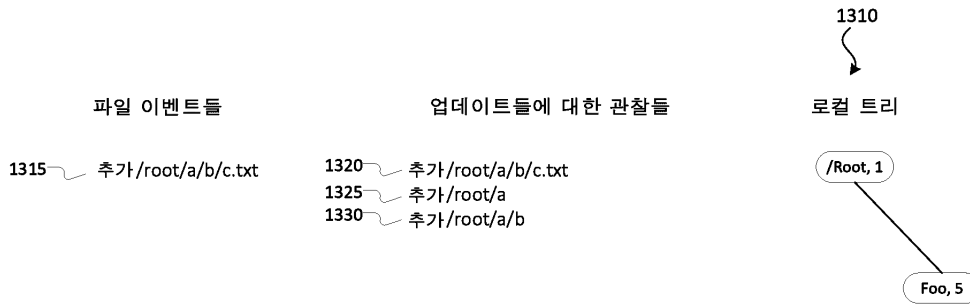 1310
파일 이벤트들
업데이트들에 대한 관찰들
로컬 트리
1315 추가/root/a/b/c.txt
1320 추가/root/a/b/c.txt
1325 추가/root/a
1330 추가/root/a/b
/Root, 1
Foo, 5